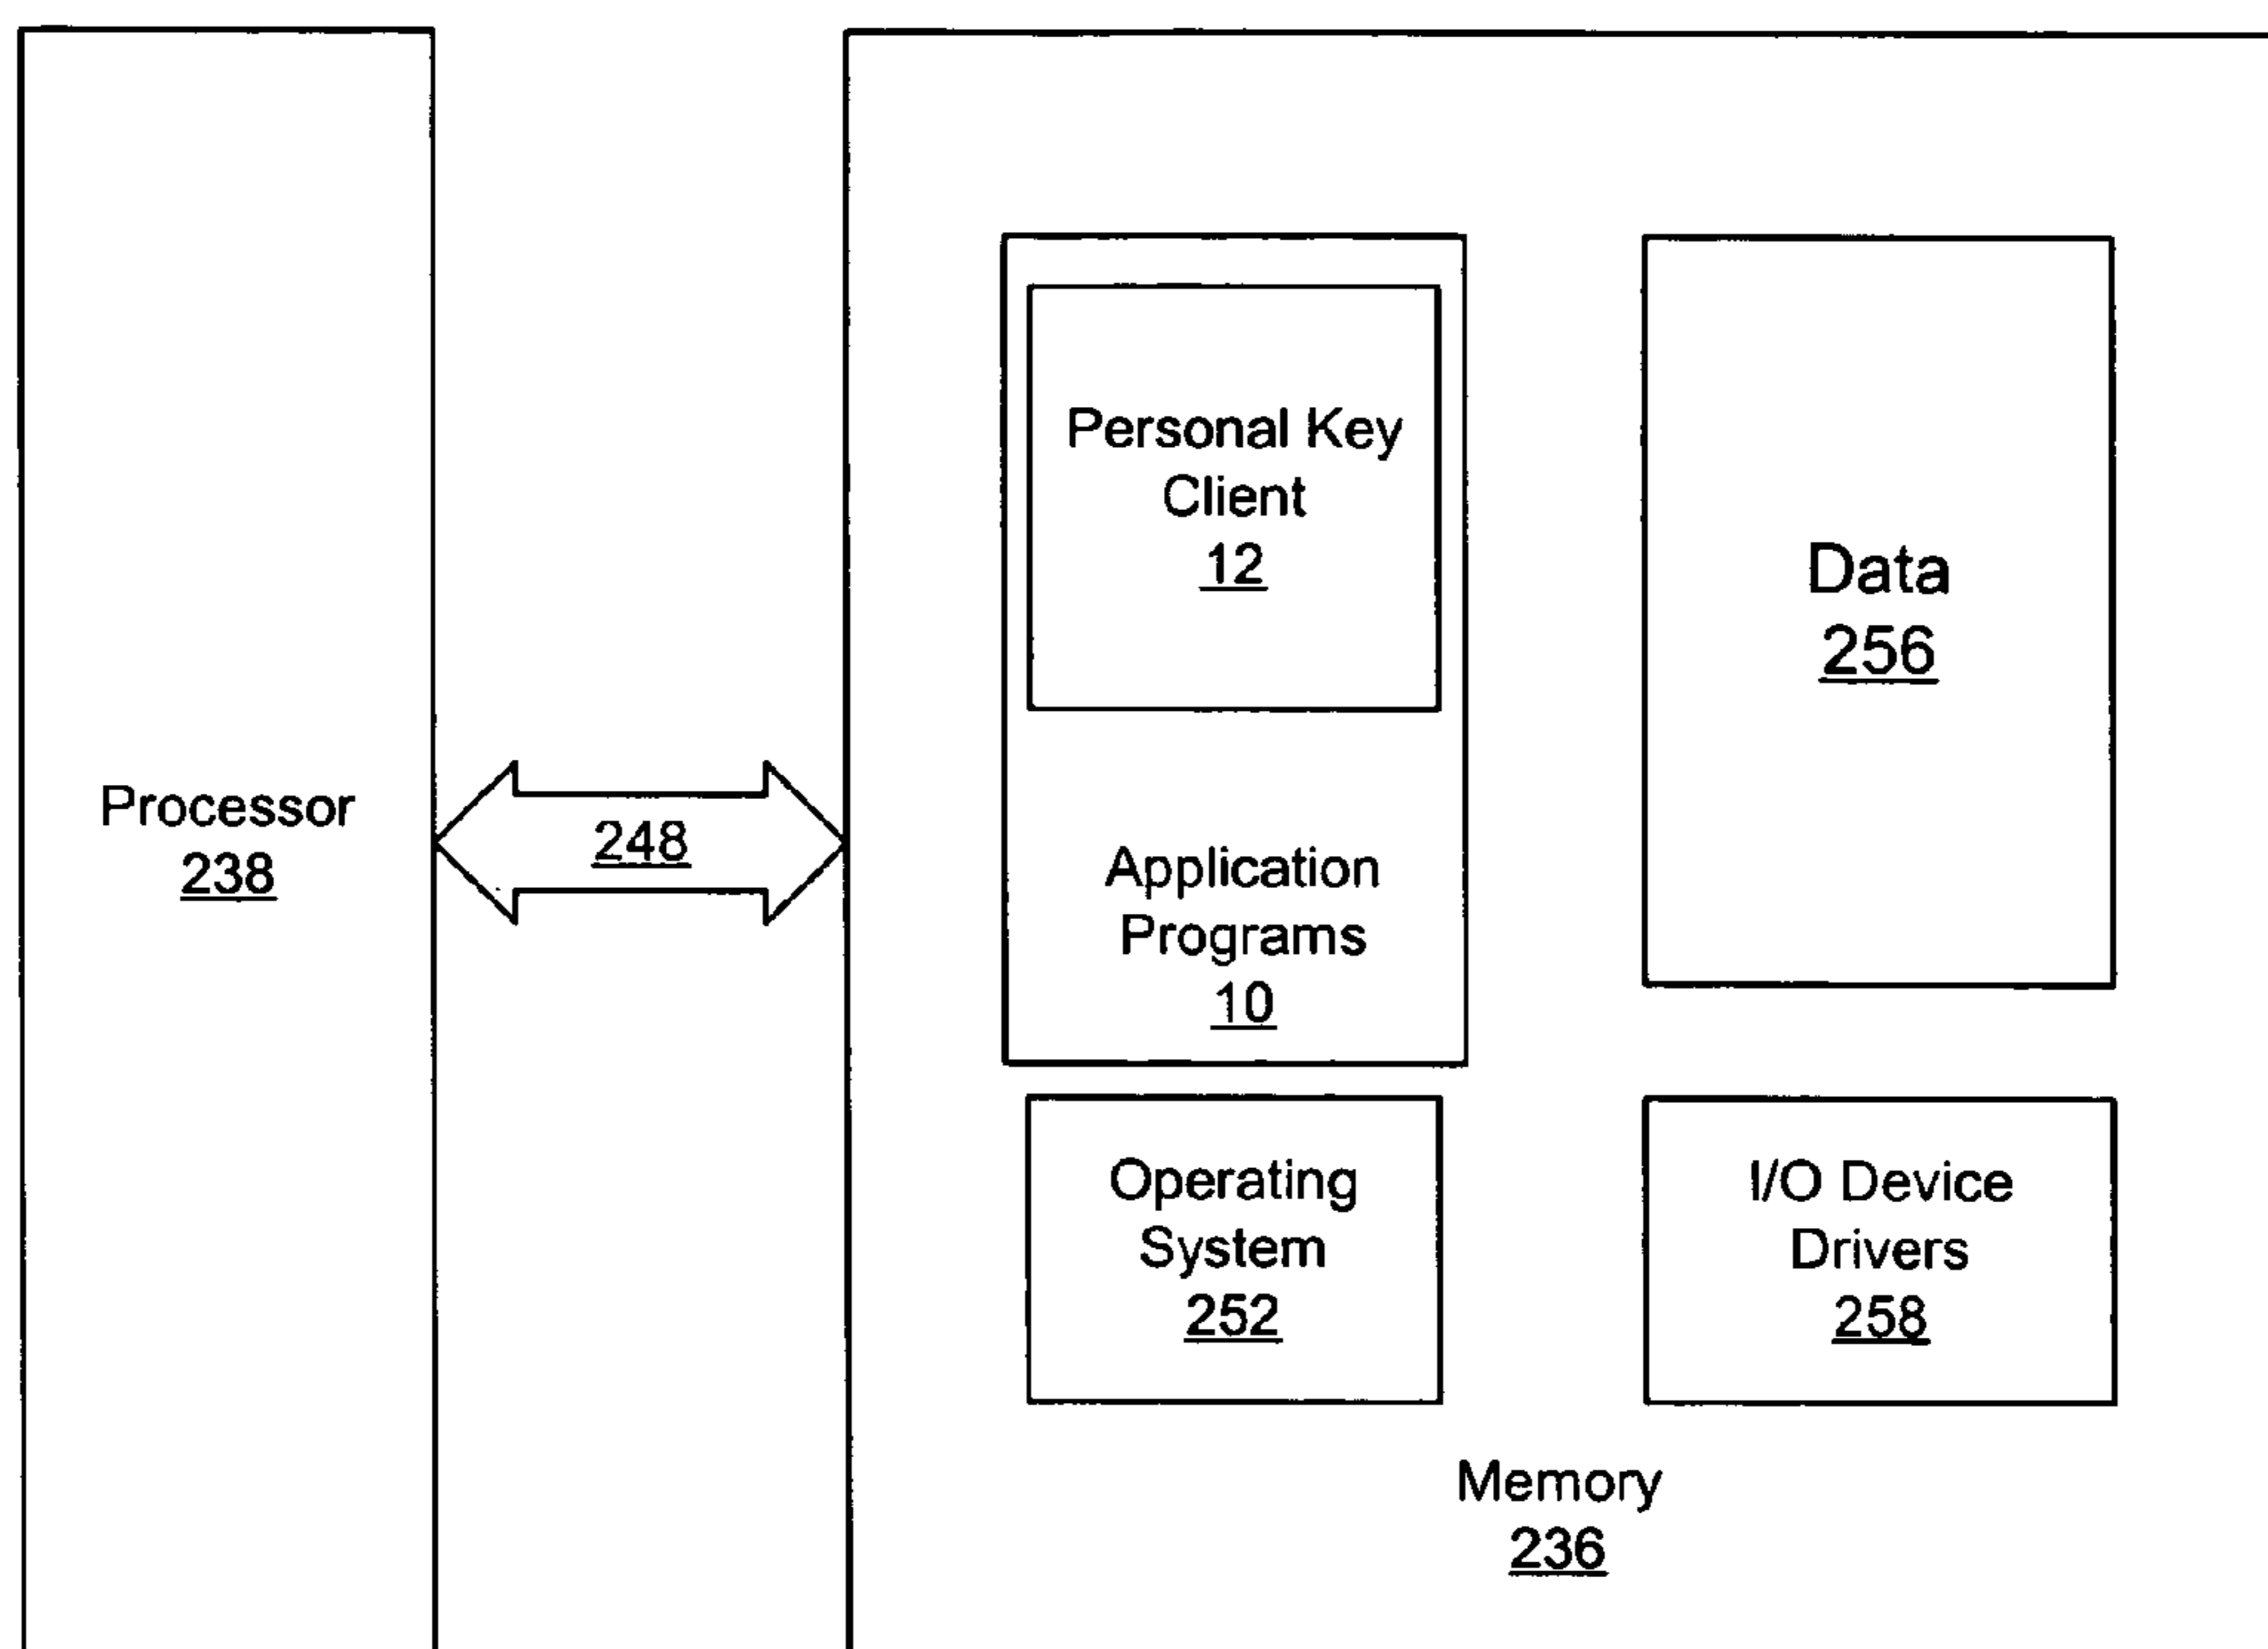 Processor
238
248
Personal Key
Client
12
Application
Programs
10
Data
256
Operating
System
252
I/O Device
Drivers
258
Memory
236